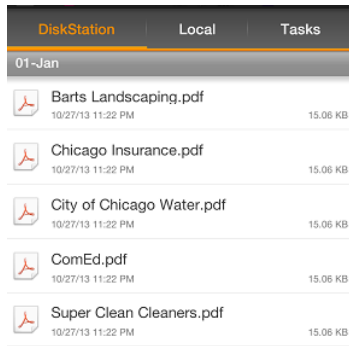 DiskStation Local Tasks
01-Jan
Barts Landscaping.pdf
10/27/13 11:22 PM 15.06 KB
Chicago Insurance.pdf
10/27/13 11:22 PM 15.06 KB
City of Chicago Water.pdf
10/27/13 11:22 PM 15.06 KB
ComEd.pdf
10/27/13 11:22 PM 15.06 KB
Super Clean Cleaners.pdf
10/27/13 11:22 PM 15.06 KB